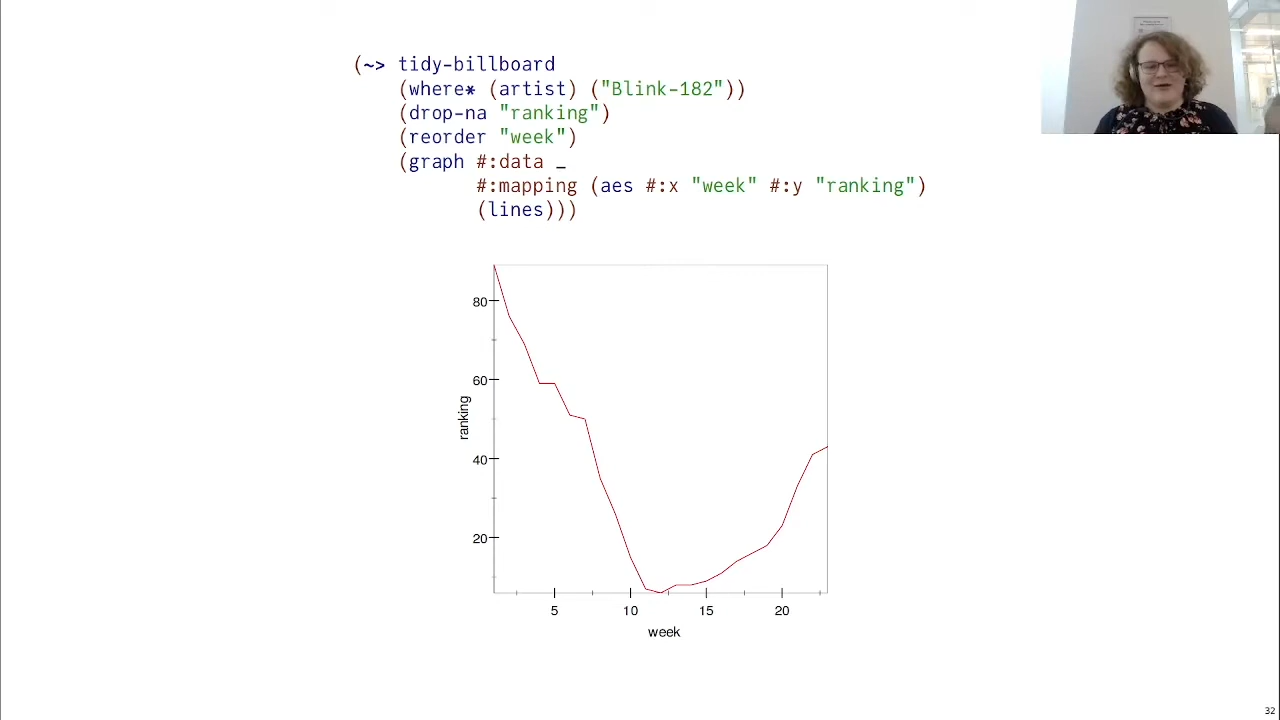 (~> tidy-billboard
(where* (artist) ("Blink-182"))
(drop-na "ranking")
(reorder "week")
(graph #:data _
#:mapping (aes #:x "week" #:y "ranking")
(lines)))
80
60
40
20
ranking
5 10 15 20
week
32